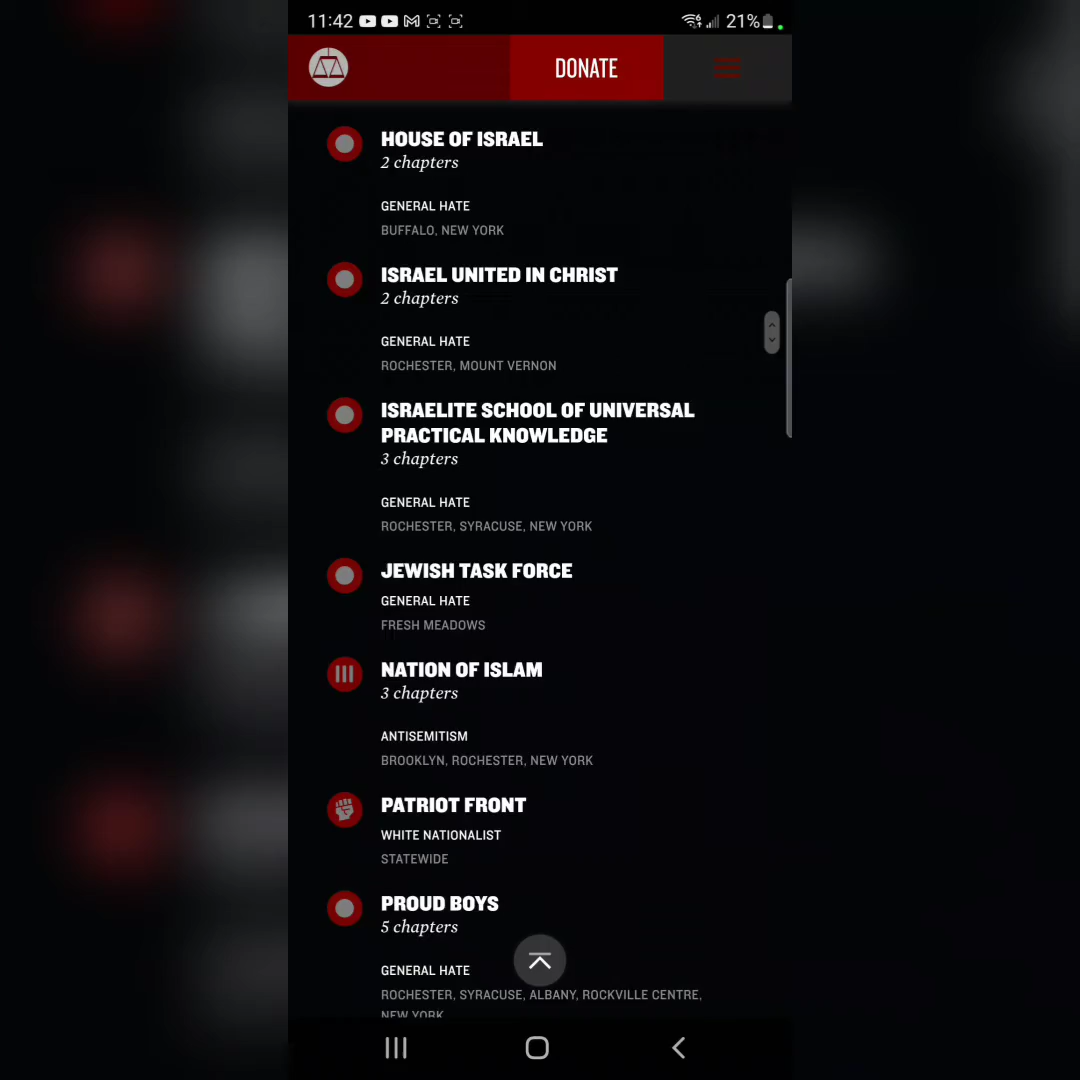 11:42
21%
DONATE
HOUSE OF ISRAEL
2 chapters
GENERAL HATE
BUFFALO, NEW YORK
ISRAEL UNITED IN CHRIST
2 chapters
GENERAL HATE
ROCHESTER, MOUNT VERNON
ISRAELITE SCHOOL OF UNIVERSAL
PRACTICAL KNOWLEDGE
3 chapters
GENERAL HATE
ROCHESTER, SYRACUSE, NEW YORK
JEWISH TASK FORCE
GENERAL HATE
FRESH MEADOWS
NATION OF ISLAM
3 chapters
ANTISEMITISM
BROOKLYN, ROCHESTER, NEW YORK
PATRIOT FRONT
WHITE NATIONALIST
STATEWIDE
PROUD BOYS
5 chapters
GENERAL HATE
ROCHESTER, SYRACUSE, ALBANY, ROCKVILLE CENTRE,
NEW YORK